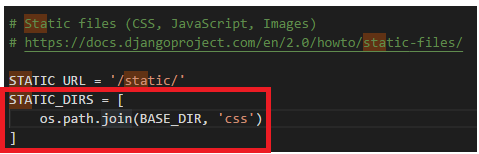 # Static files (CSS, JavaScript, Images)
# https://docs.djangoproject.com/en/2.0/howto/static-files/
STATIC_URL = '/static/'
STATIC_DIRS = [
os.path.join(BASE_DIR, 'css')
]